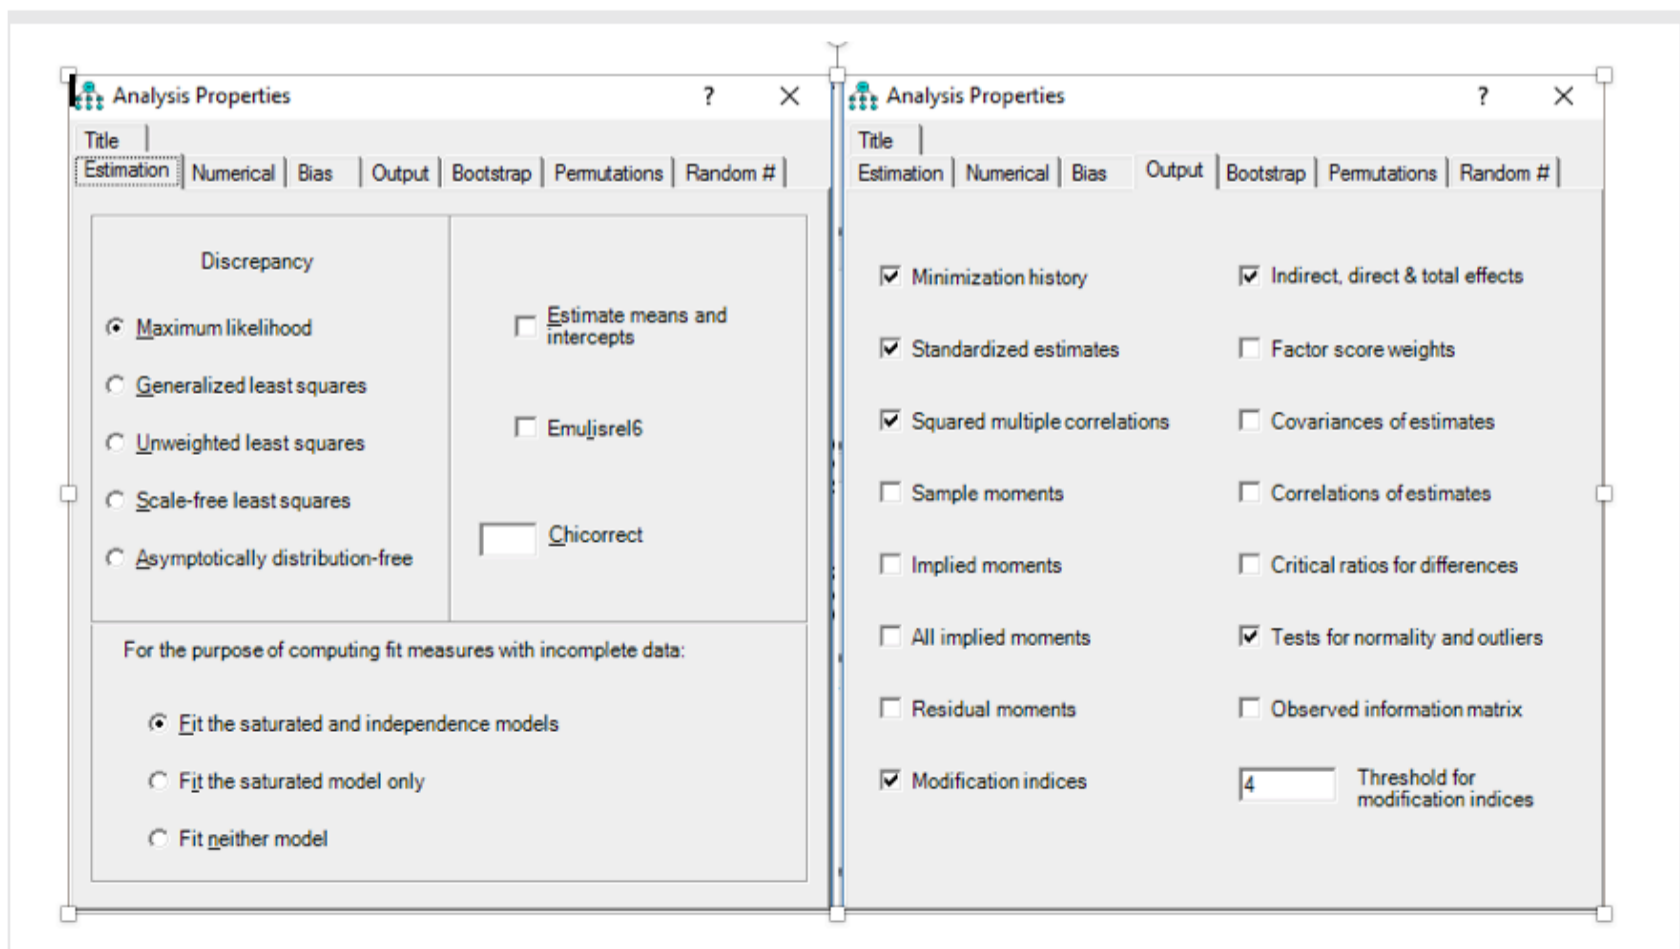 Analysis Properties ?
Title
Estimation Numerical Bias Output Bootstrap Permutations Random #
Discrepancy
Maximum likelihood
Generalized least squares
Unweighted least squares
Scale-free least squares
Asymptotically distribution-free
Estimate means and
intercepts
Emulisrel6
Chicorrect
For the purpose of computing fit measures with incomplete data:
Fit the saturated and independence models
Fit the saturated model only
Fit neither model
Analysis Properties ?
Title
Estimation Numerical Bias Output Bootstrap Permutations Random #
Minimization history
Standardized estimates
Squared multiple correlations
Sample moments
Implied moments
All implied moments
Residual moments
Modification indices
Indirect, direct & total effects
Factor score weights
Covariances of estimates
Correlations of estimates
Critical ratios for differences
Tests for normality and outliers
Observed information matrix
4 Threshold for
modification indices